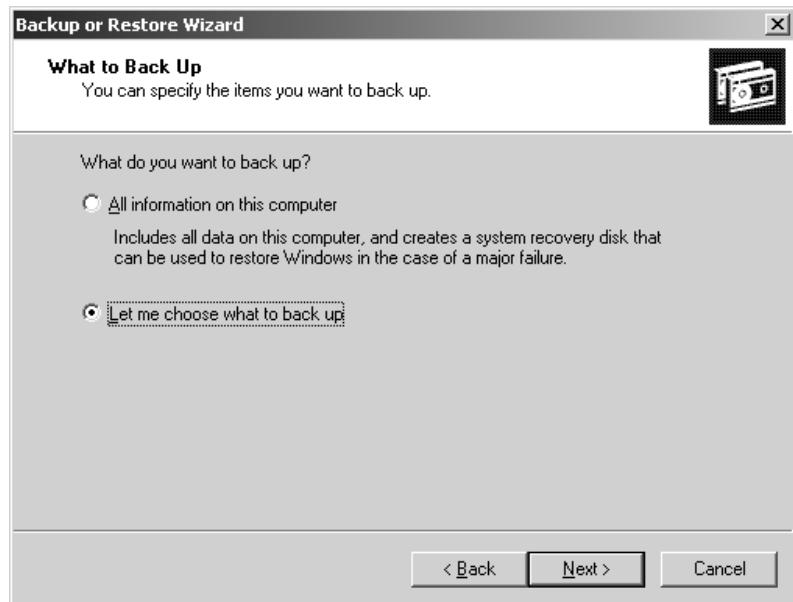 Backup or Restore Wizard
What to Back Up
You can specify the items you want to back up.
What do you want to back up?
All information on this computer
Includes all data on this computer, and creates a system recovery disk that
can be used to restore Windows in the case of a major failure.
Let me choose what to back up
< Back Next > Cancel